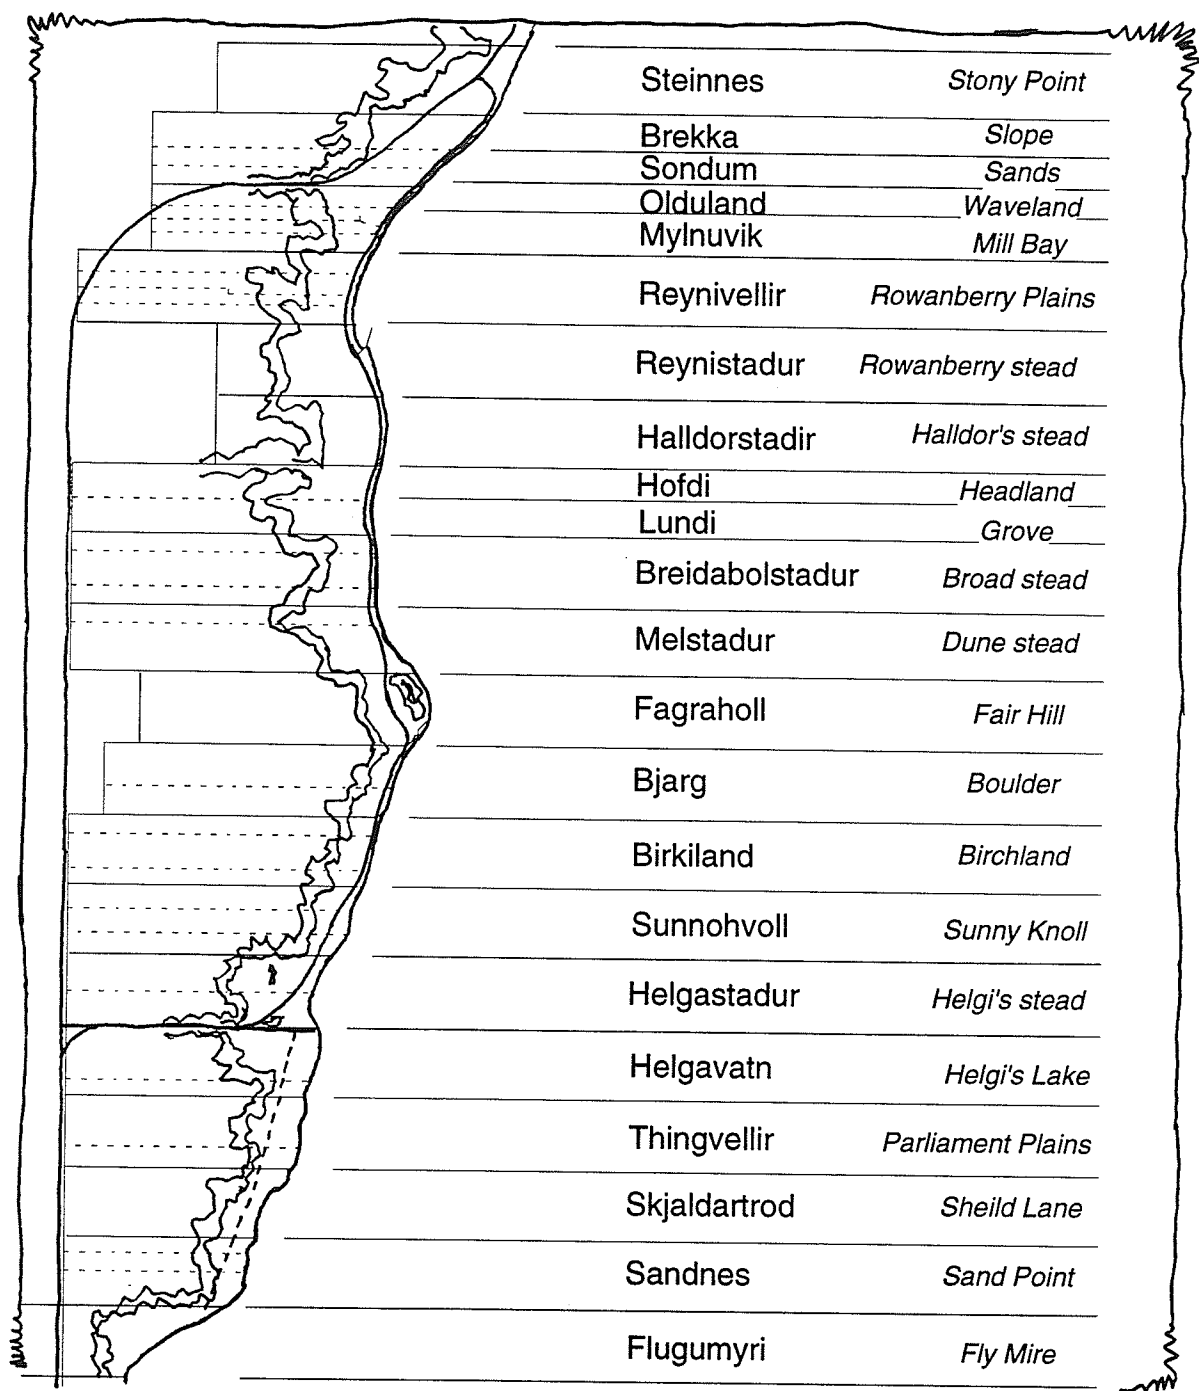 Steinnes Stony Point
Brekka Slope
Sondum Sands
Olduland Waveland
Mylnuvik Mill Bay
Reynivellir Rowanberry Plains
Reynistadur Rowanberry stead
Halldorstadir Halldor's stead
Hofdi Headland
Lundi Grove
Breidabolstadur Broad stead
Melstadur Dune stead
Fagraholl Fair Hill
Bjarg Boulder
Birkiland Birchland
Sunnohvoll Sunny Knoll
Helgastadur Helgi's stead
Helgavatn Helgi's Lake
Thingvellir Parliament Plains
Skjaldartrod Sheild Lane
Sandnes Sand Point
Flugumyri Fly Mire